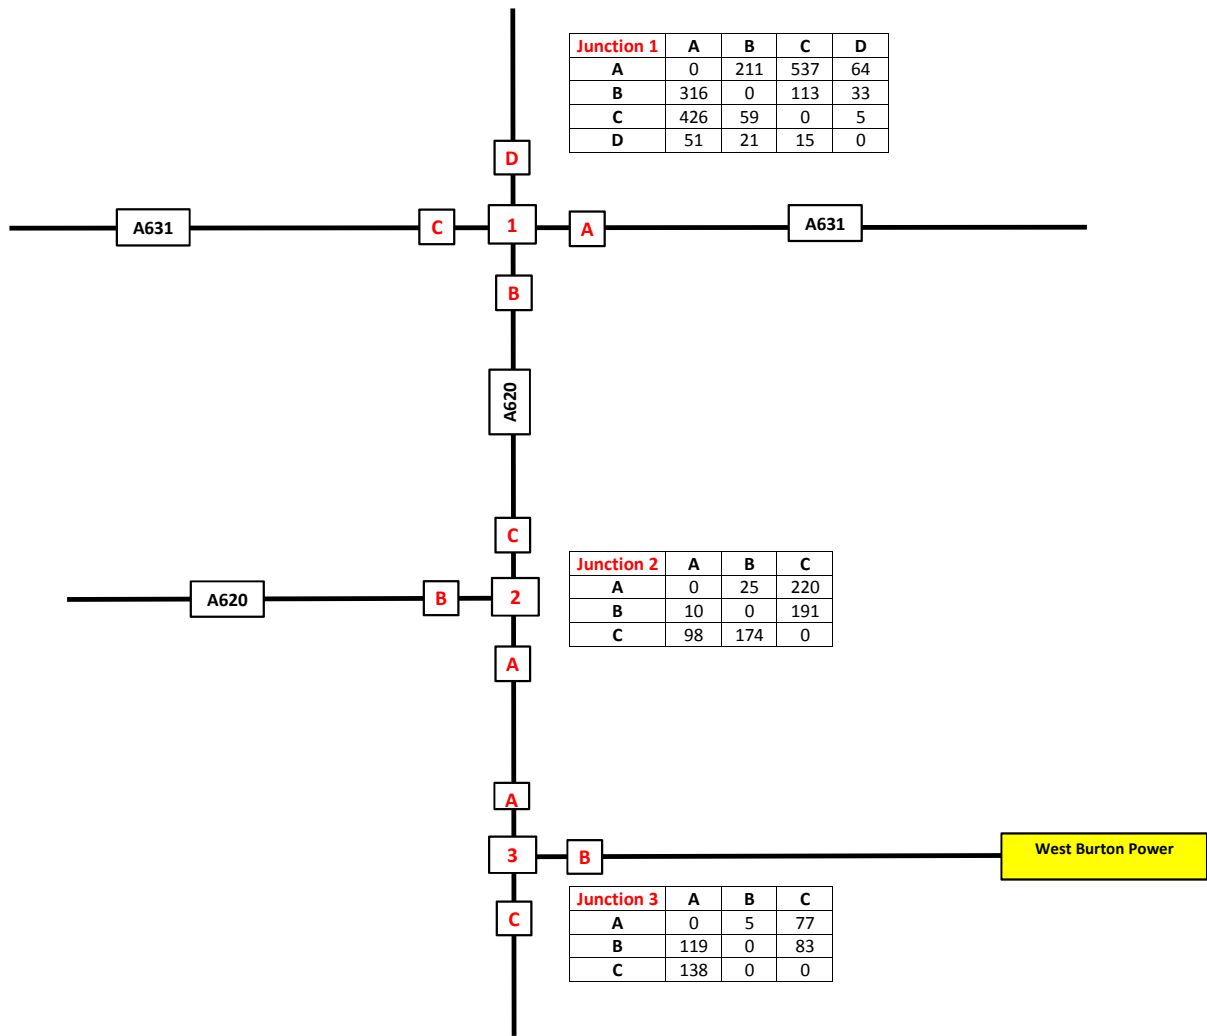 Junction 1 A B C D
A 0 211 537 64
B 316 0 113 33
C 426 59 0 5
D 51 21 15 0
D
A631 C 1 A A631
B
A620
C
Junction 2 A B C
A 0 25 220
B 10 0 191
C 98 174 0
A620 B 2
A
A
3 B West Burton Power
C
Junction 3 A B C
A 0 5 77
B 119 0 83
C 138 0 0